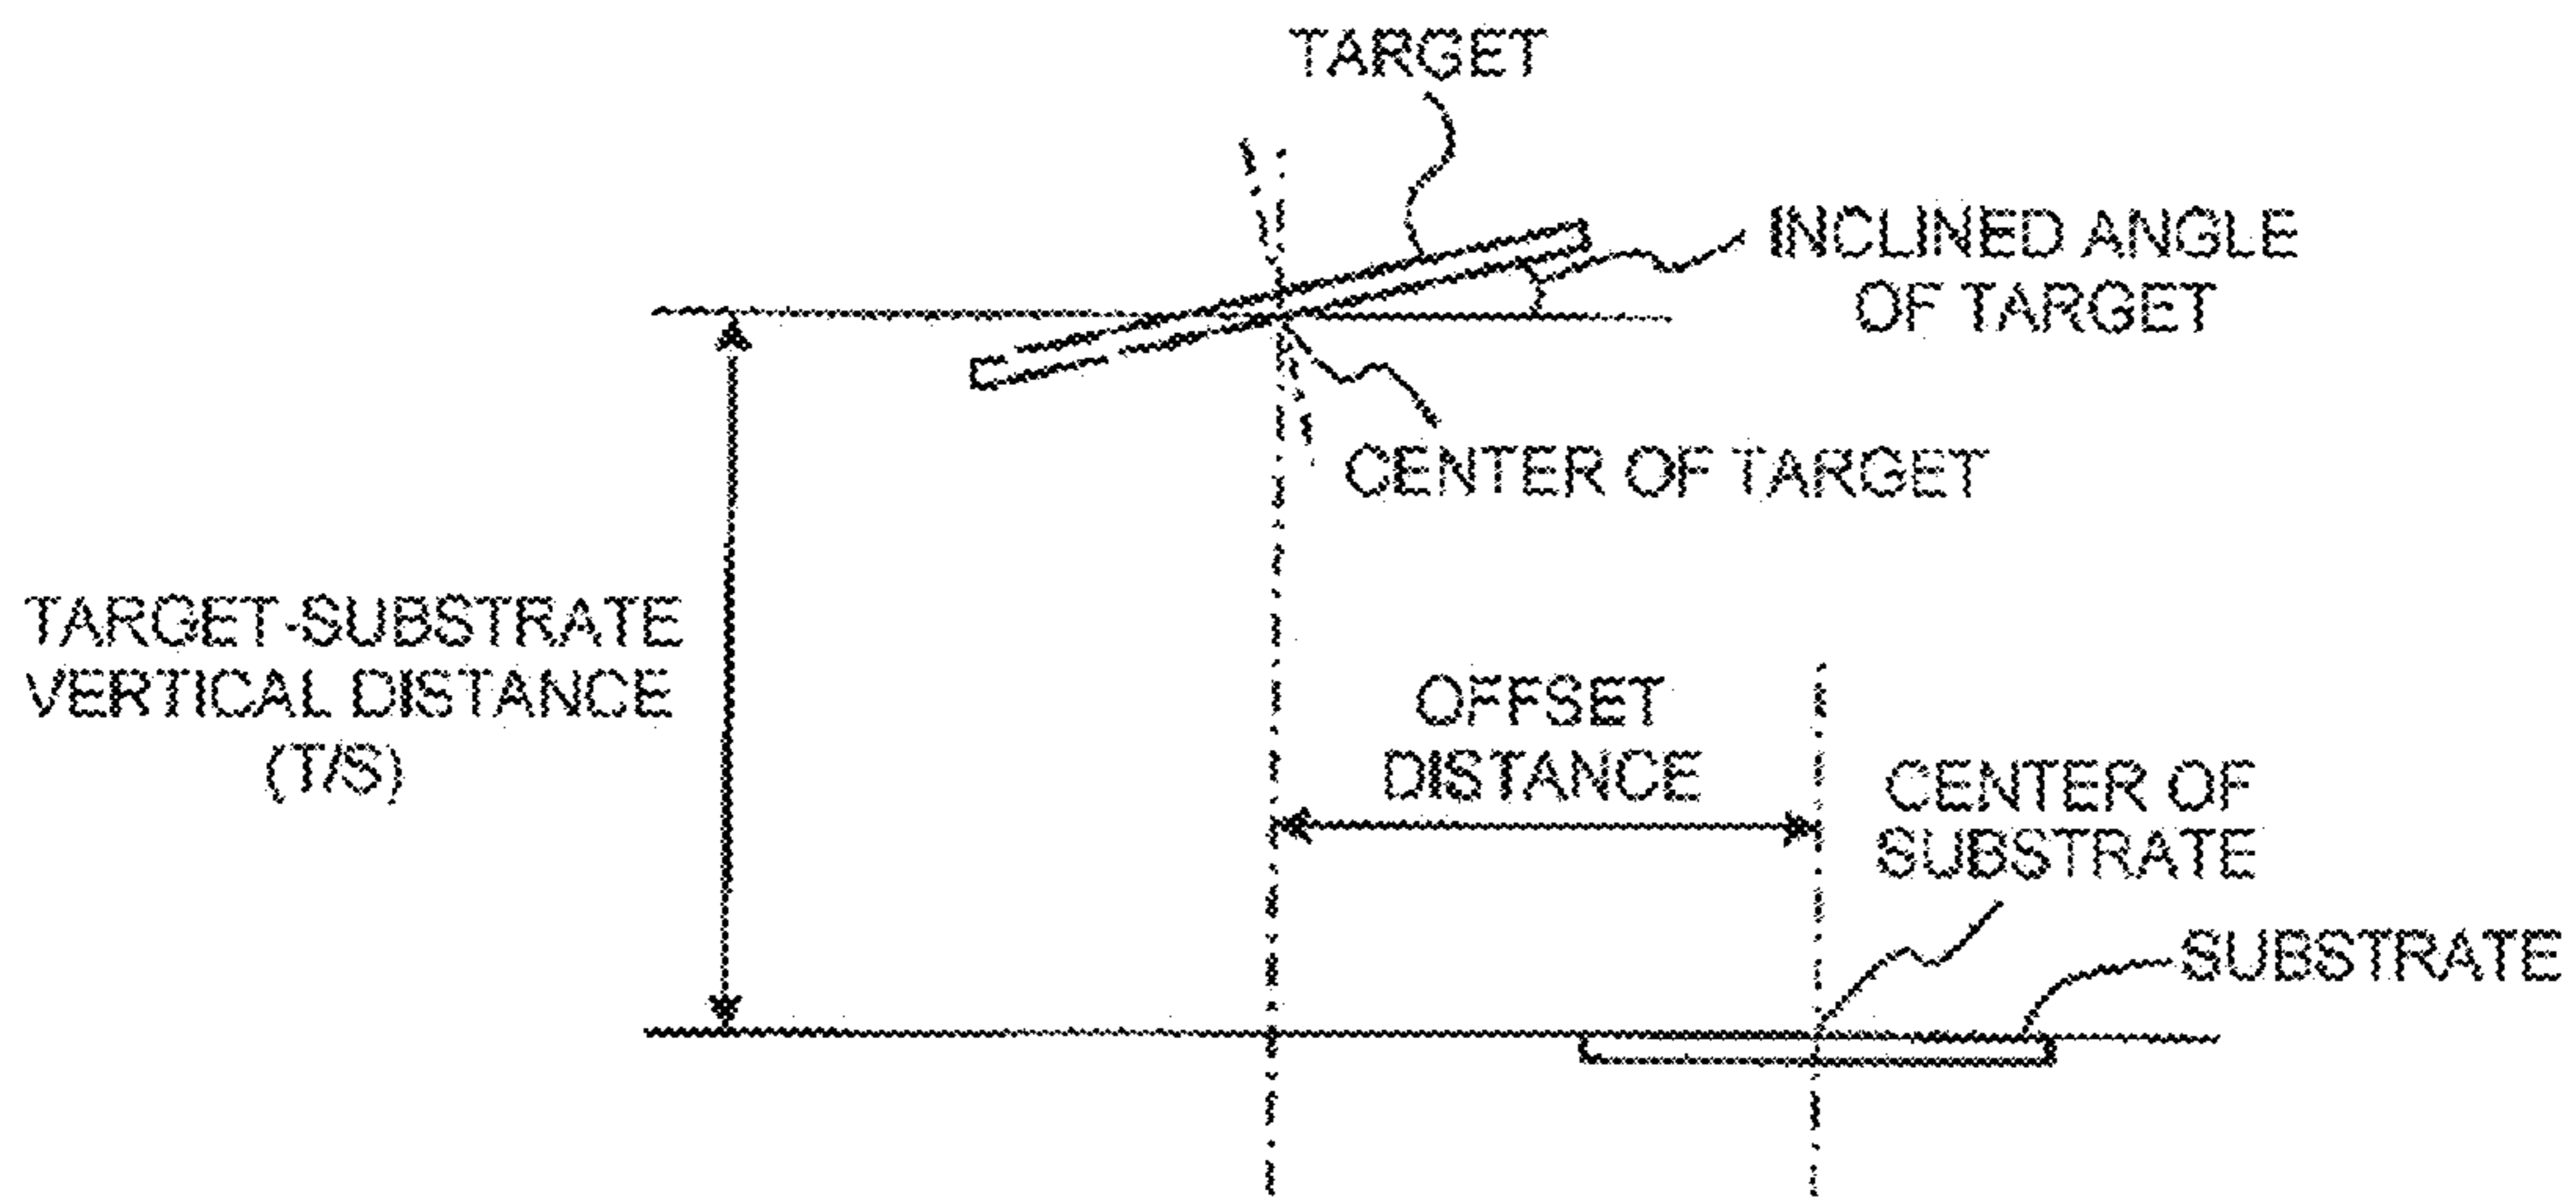 TARGET
INCLINED ANGLE
OF TARGET
CENTER OF TARGET
TARGET-SUBSTRATE
VERTICAL DISTANCE
(T/S)
OFFSET
DISTANCE
CENTER OF
SUBSTRATE
SUBSTRATE